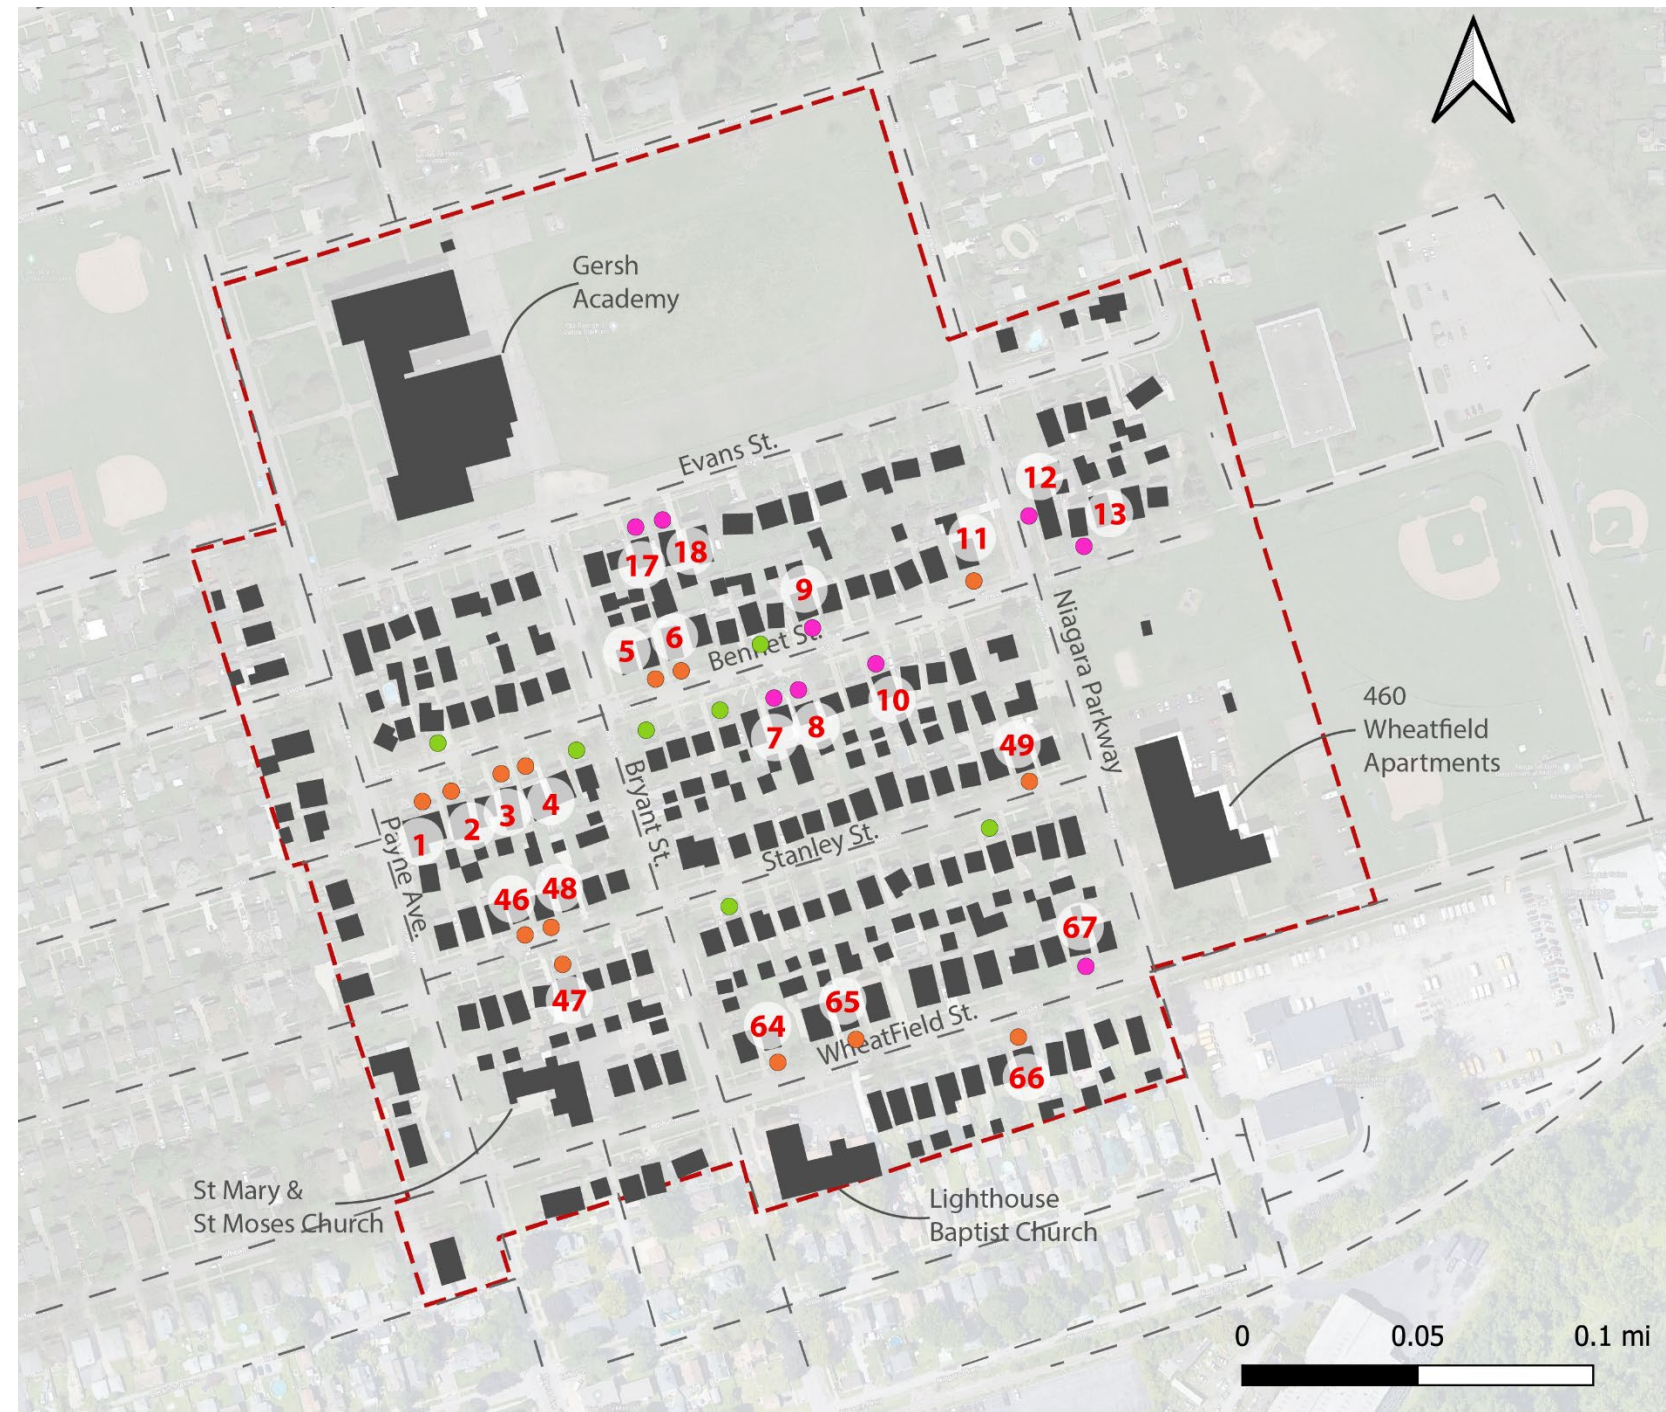 Gersh
Academy
Evans St.
12
13
11
17
18
9
5
6
Bennet St.
Niagara Parkway
10
7
8
460
Wheatfield
Apartments
49
Bryant St.
4
3
2
1
Payne Ave.
Stanley St.
48
46
67
47
65
64
WheatField St.
66
St Mary &
St Moses Church
Lighthouse
Baptist Church
0
0.05
0.1 mi